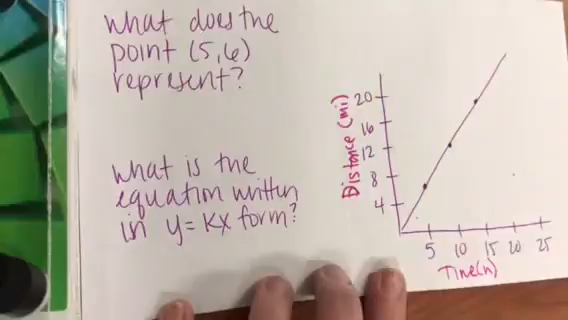 what does the
point (5,6)
represent?
what is the
equation written
in y=Kx form?
Distance (mi)
20
16
12
8
4
5 10 15 20 25
Time(h)